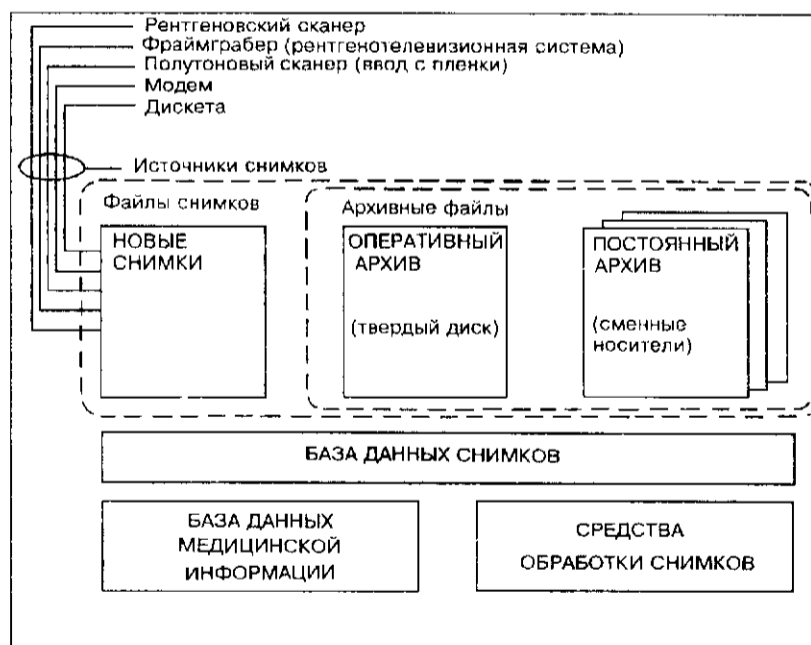 Рентгеновский сканер
Фраймграбер (рентгенотелевизионная система)
Полутоновый сканер (ввод с пленки)
Модем
Дискета
Источники снимков
Файлы снимков
Архивные файлы
НОВЫЕ
СНИМКИ
ОПЕРАТИВНЫЙ
АРХИВ
(твердый диск)
ПОСТОЯННЫЙ
АРХИВ
(сменные
носители)
БАЗА ДАННЫХ СНИМКОВ
БАЗА ДАННЫХ
МЕДИЦИНСКОЙ
ИНФОРМАЦИИ
СРЕДСТВА
ОБРАБОТКИ СНИМКОВ